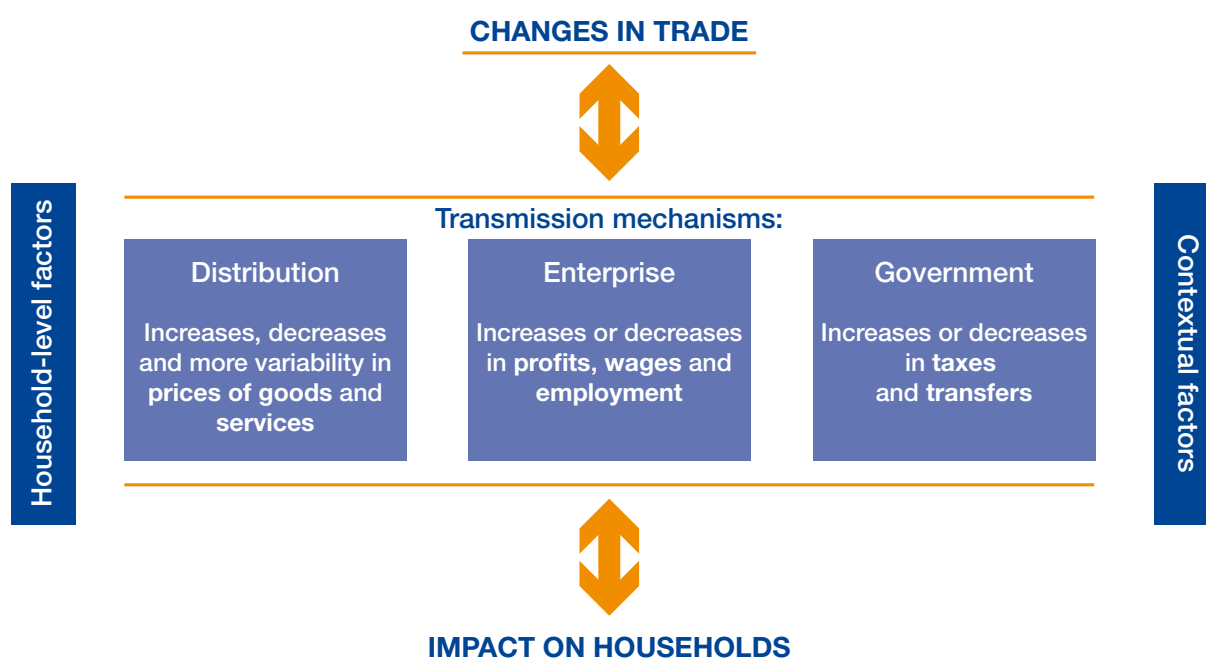 CHANGES IN TRADE
Household-level factors
Transmission mechanisms:
Distribution
Increases, decreases
and more variability in
prices of goods and
services
Enterprise
Increases or decreases
in profits, wages and
employment
Government
Increases or decreases
in taxes
and transfers
Contextual factors
IMPACT ON HOUSEHOLDS